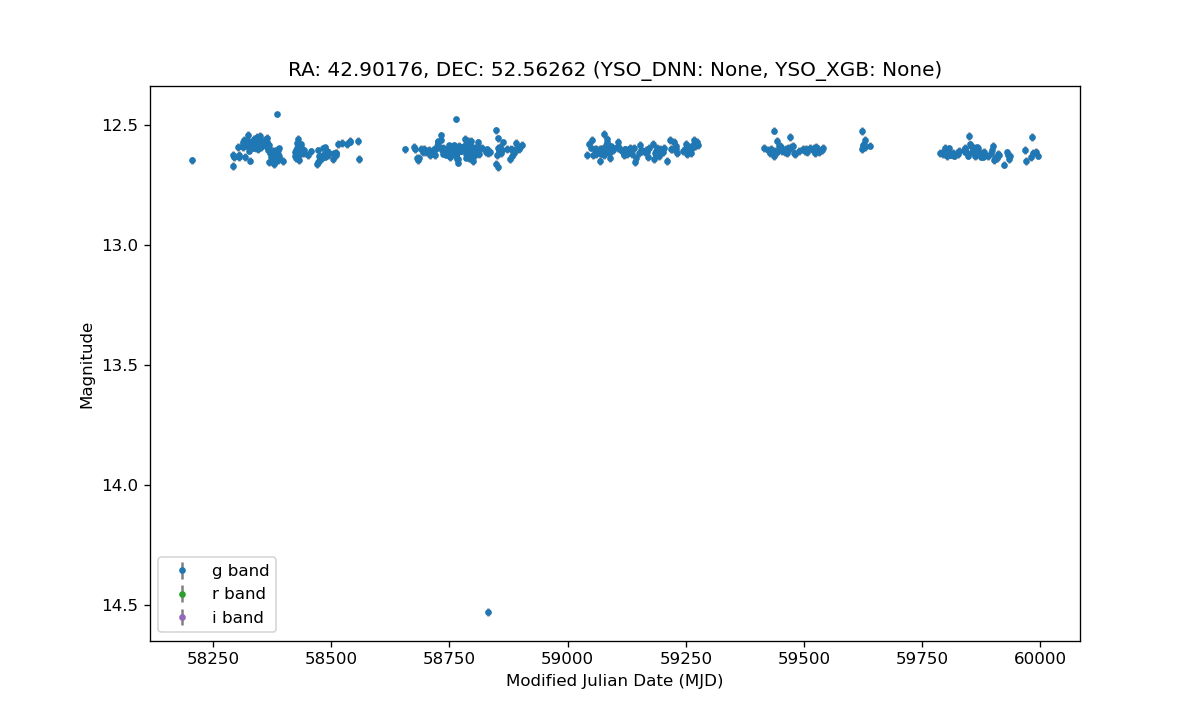 RA: 42.90176, DEC: 52.56262 (YSO_DNN: None, YSO_XGB: None)
12.5
13.0
13.5
14.0
14.5
Magnitude
g band
r band
i band
58250 58500 58750 59000 59250 59500 59750 60000
Modified Julian Date (MJD)